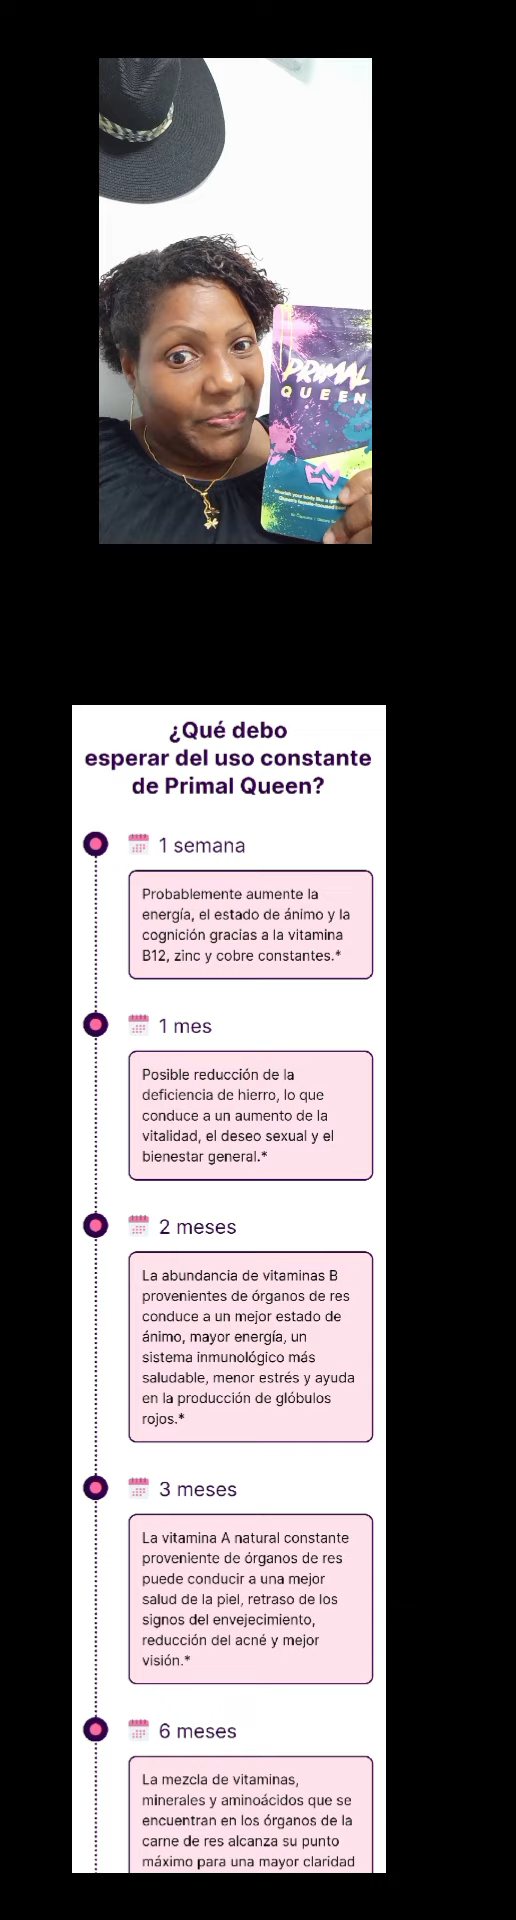 PRIMAL
QUEEN
Nourish your body like a
¿Qué debo
esperar del uso constante
de Primal Queen?
1 semana
Probablemente aumente la
energía, el estado de ánimo y la
cognición gracias a la vitamina
B12, zinc y cobre constantes.*
1 mes
Posible reducción de la
deficiencia de hierro, lo que
conduce a un aumento de la
vitalidad, el deseo sexual y el
bienestar general.*
2 meses
La abundancia de vitaminas B
provenientes de órganos de res
conduce a un mejor estado de
ánimo, mayor energía, un
sistema inmunológico más
saludable, menor estrés y ayuda
en la producción de glóbulos
rojos.*
3 meses
La vitamina A natural constante
proveniente de órganos de res
puede conducir a una mejor
salud de la piel, retraso de los
signos del envejecimiento,
reducción del acné y mejor
visión.*
6 meses
La mezcla de vitaminas,
minerales y aminoácidos que se
encuentran en los órganos de la
carne de res alcanza su punto
máximo para una mayor claridad